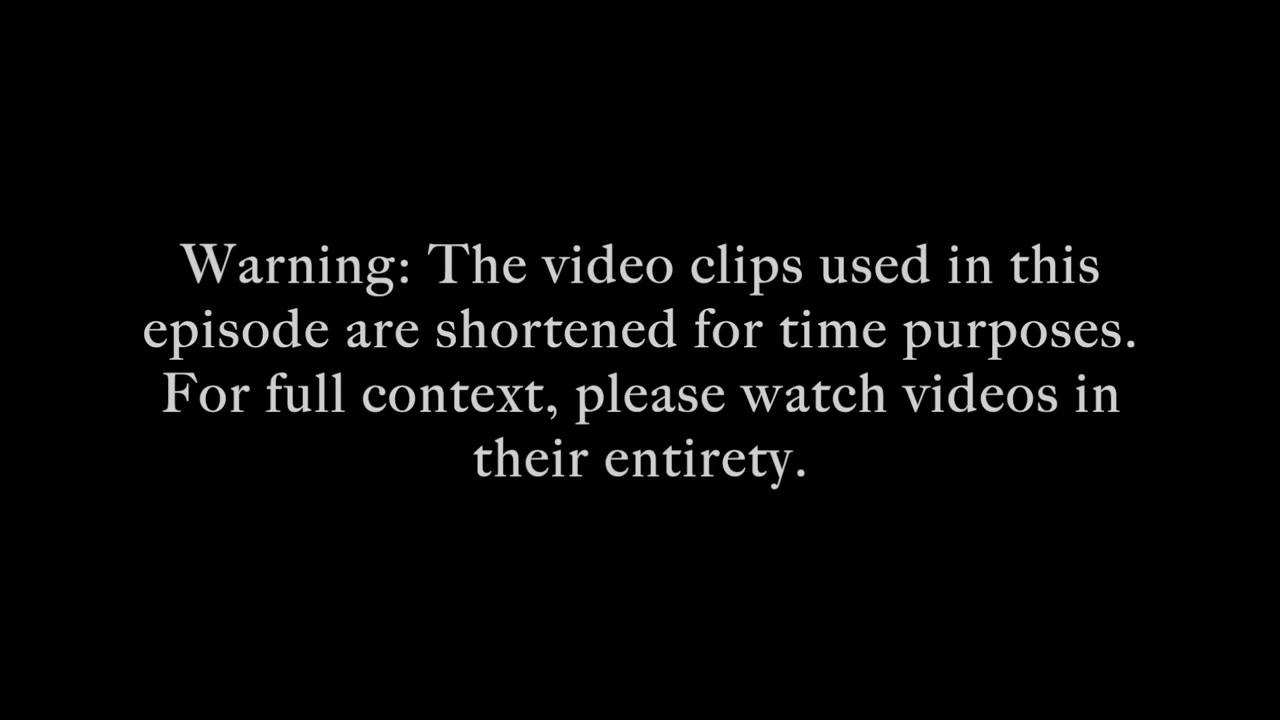 Warning: The video clips used in this
episode are shortened for time purposes.
For full context, please watch videos in
their entirety.